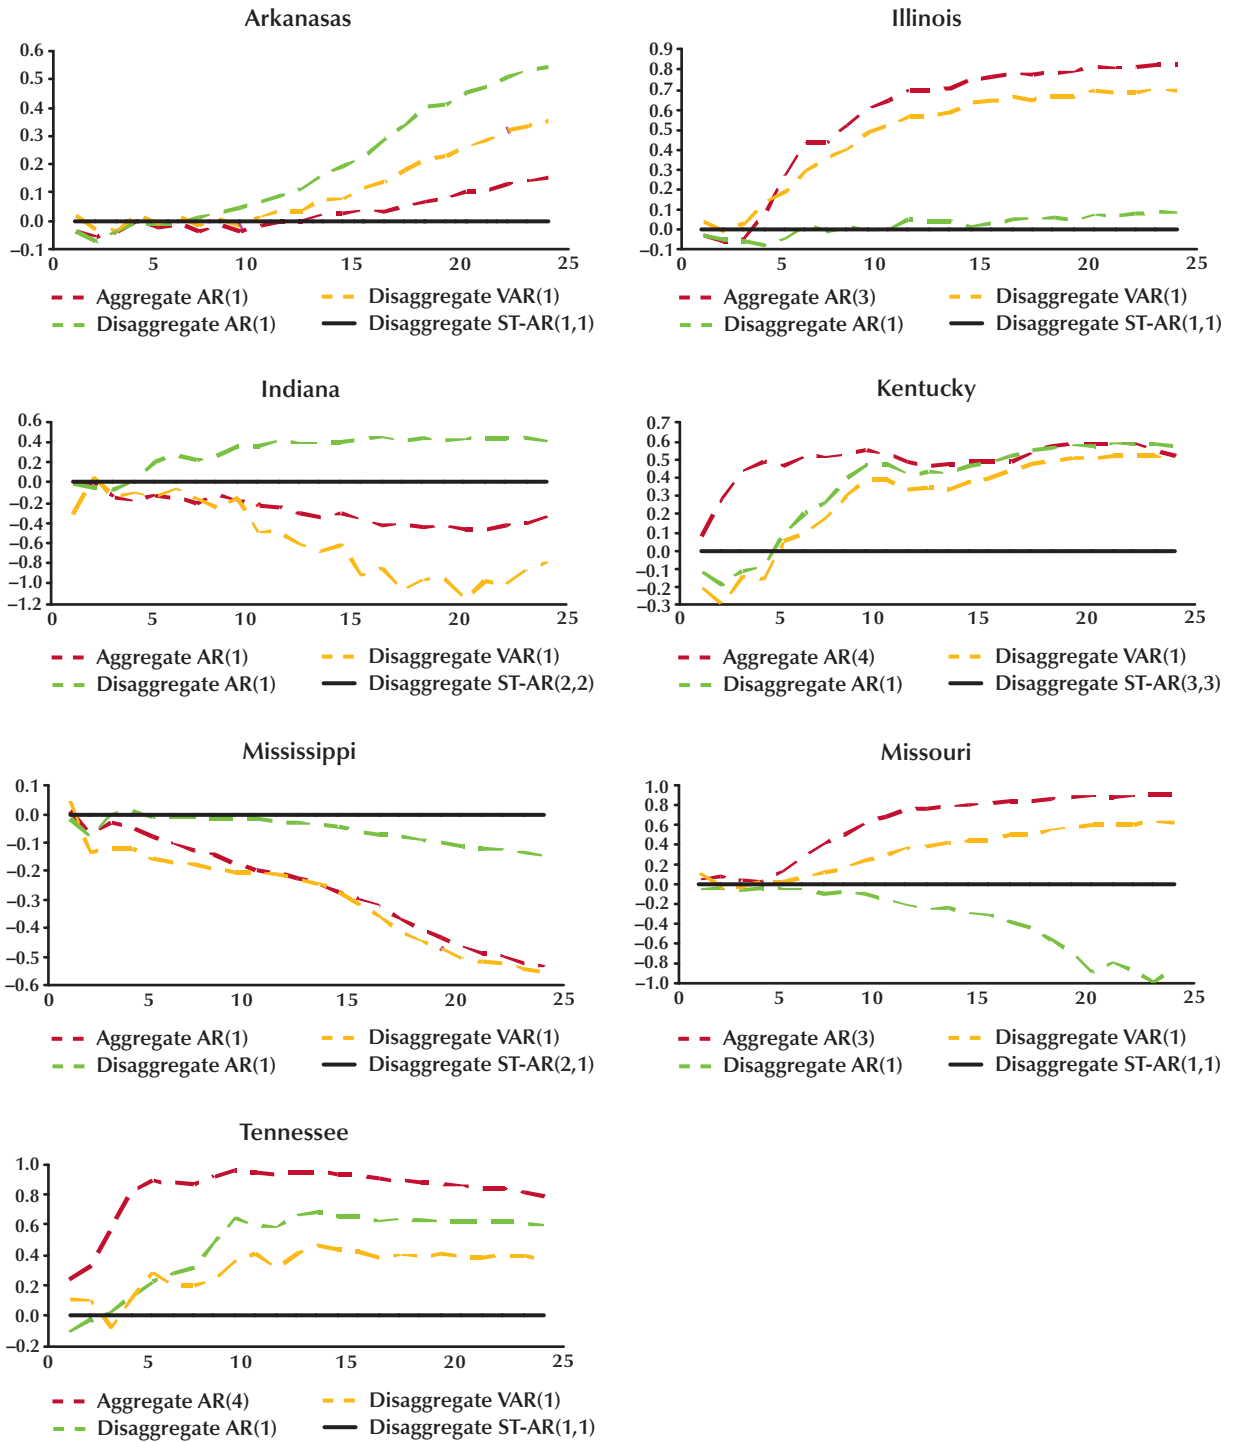 Arkanasas
0.6
0.5
0.4
0.3
0.2
0.1
0.0
–0.1
0 5 10 15 20 25
Aggregate AR(1) Disaggregate VAR(1)
Disaggregate AR(1) Disaggregate ST-AR(1,1)
Illinois
0.9
0.8
0.7
0.6
0.5
0.4
0.3
0.2
0.1
0.0
–0.1
0 5 10 15 20 25
Aggregate AR(3) Disaggregate VAR(1)
Disaggregate AR(1) Disaggregate ST-AR(1,1)
Indiana
0.6
0.4
0.2
0.0
–0.2
–0.4
–0.6
–0.8
–1.0
–1.2
0 5 10 15 20 25
Aggregate AR(1) Disaggregate VAR(1)
Disaggregate AR(1) Disaggregate ST-AR(2,2)
Kentucky
0.7
0.6
0.5
0.4
0.3
0.2
0.1
0.0
–0.1
–0.2
–0.3
0 5 10 15 20 25
Aggregate AR(4) Disaggregate VAR(1)
Disaggregate AR(1) Disaggregate ST-AR(3,3)
Mississippi
0.1
0.0
–0.1
–0.2
–0.3
–0.4
–0.5
–0.6
0 5 10 15 20 25
Aggregate AR(1) Disaggregate VAR(1)
Disaggregate AR(1) Disaggregate ST-AR(2,1)
Missouri
1.0
0.8
0.6
0.4
0.2
0.0
–0.2
–0.4
–0.6
–0.8
–1.0
0 5 10 15 20 25
Aggregate AR(3) Disaggregate VAR(1)
Disaggregate AR(1) Disaggregate ST-AR(1,1)
Tennessee
1.0
0.8
0.6
0.4
0.2
0.0
–0.2
0 5 10 15 20 25
Aggregate AR(4) Disaggregate VAR(1)
Disaggregate AR(1) Disaggregate ST-AR(1,1)